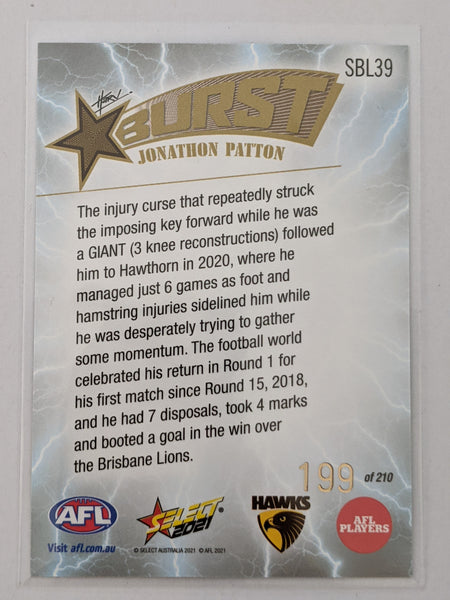 SBL39
BURST
JONATHON PATTON
The injury curse that repeatedly struck
the imposing key forward while he was
a GIANT (3 knee reconstructions) followed
him to Hawthorn in 2020, where he
managed just 6 games as foot and
hamstring injuries sidelined him while
he was desperately trying to gather
some momentum. The football world
celebrated his return in Round 1 for
his first match since Round 15, 2018,
and he had 7 disposals, took 4 marks
and booted a goal in the win over
the Brisbane Lions.
199 of 210
AFL
Visit afl.com.au
SELECT
2021
© SELECT AUSTRALIA 2021 © AFL 2021
HAWKS
AFL
PLAYERS